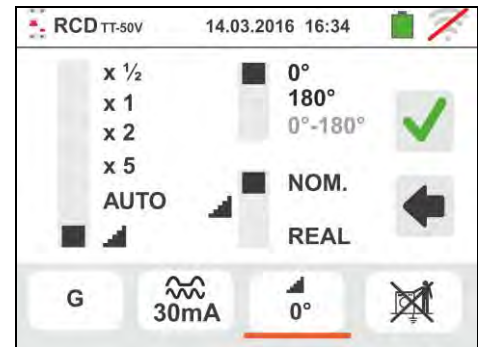 RCD TT-50V 14.03.2016 16:34
x ½
x 1
x 2
x 5
AUTO
0°
180°
0°-180°
NOM.
REAL
G
30mA
0°